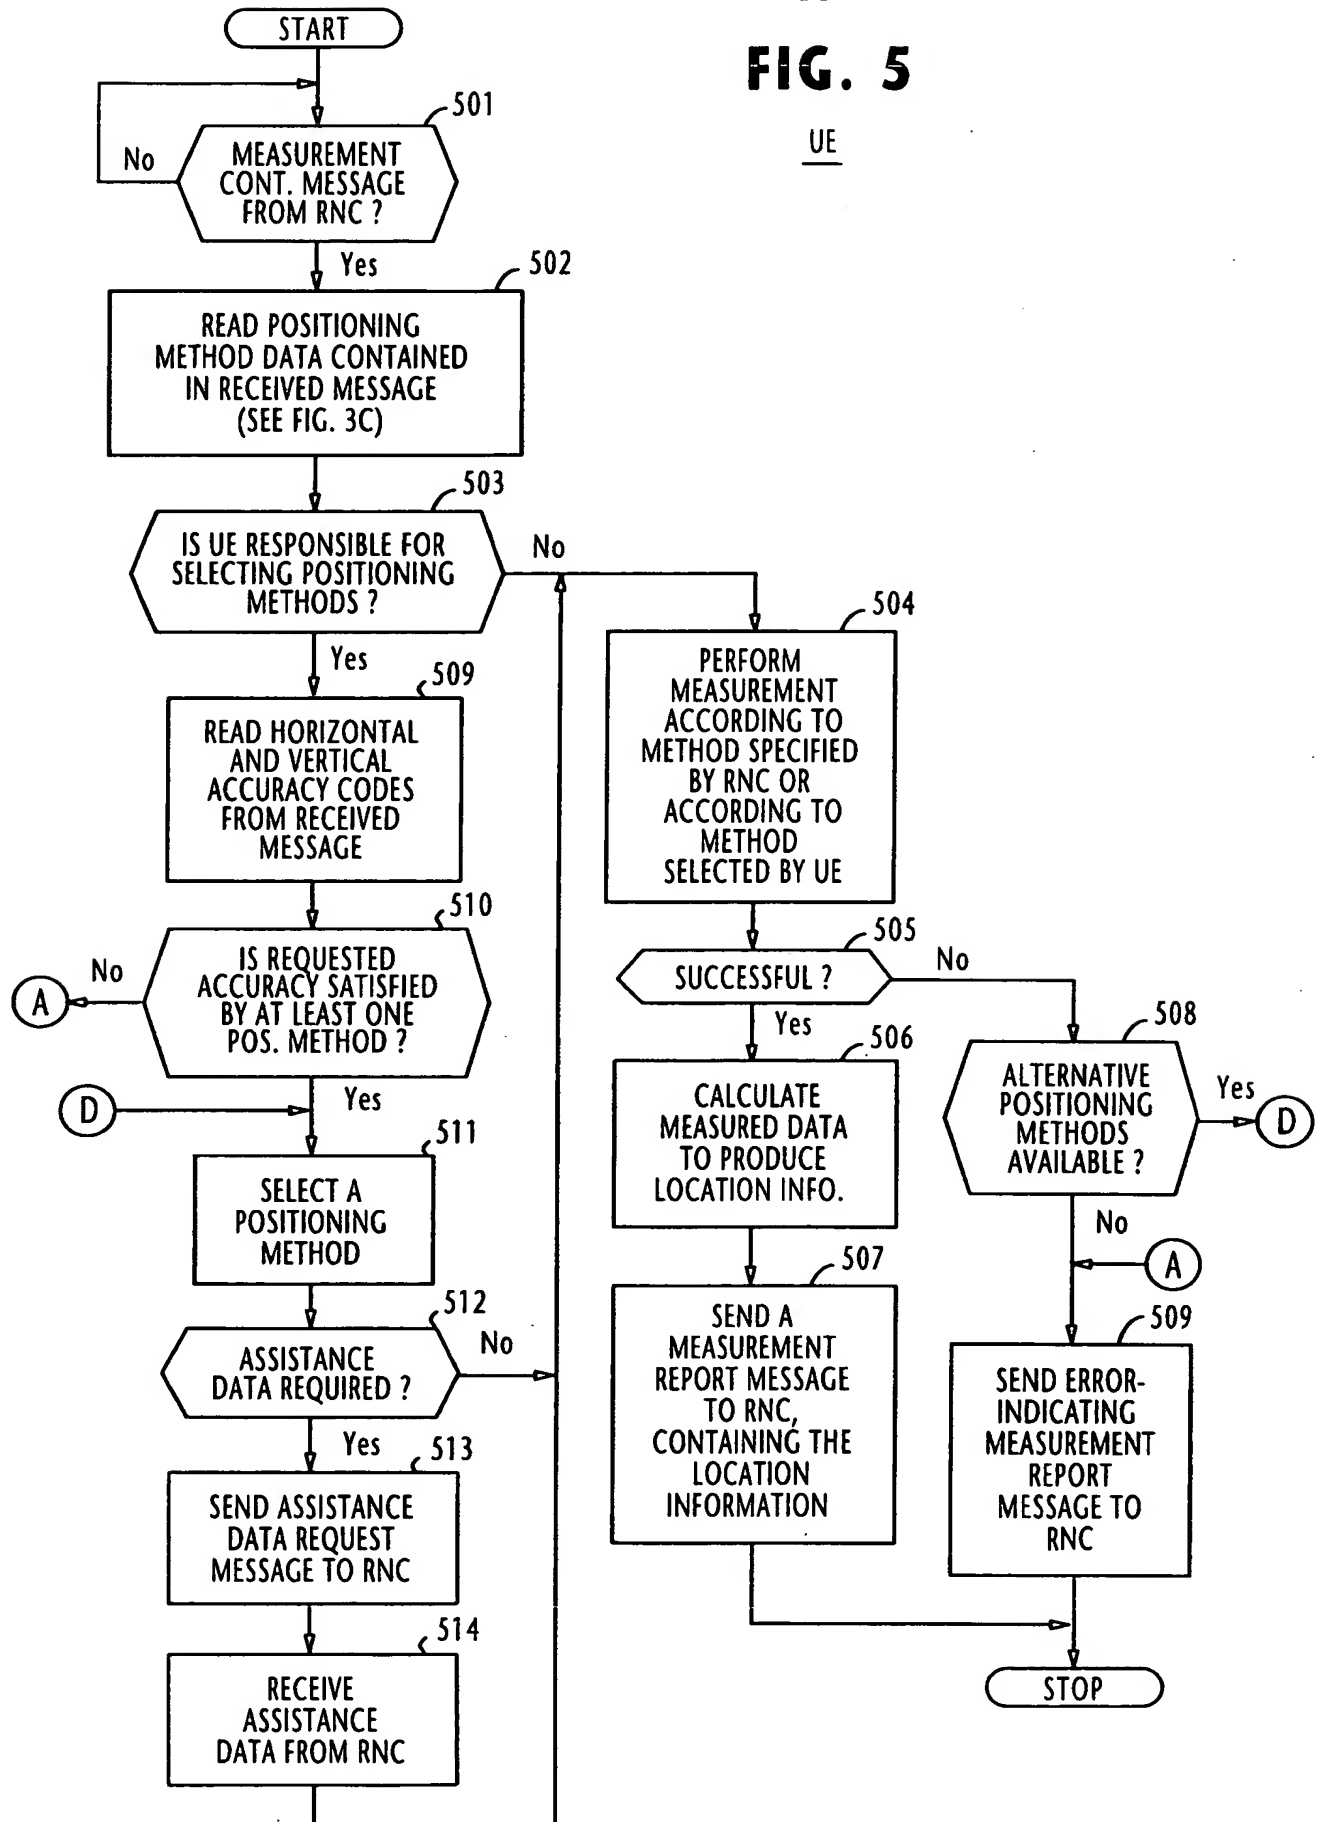 START
FIG. 5
UE
501
MEASUREMENT
CONT. MESSAGE
FROM RNC ?
No
Yes
502
READ POSITIONING
METHOD DATA CONTAINED
IN RECEIVED MESSAGE
(SEE FIG. 3C)
503
IS UE RESPONSIBLE FOR
SELECTING POSITIONING
METHODS ?
No
Yes
509
READ HORIZONTAL
AND VERTICAL
ACCURACY CODES
FROM RECEIVED
MESSAGE
510
IS REQUESTED
ACCURACY SATISFIED
BY AT LEAST ONE
POS. METHOD ?
No
A
Yes
D
511
SELECT A
POSITIONING
METHOD
512
ASSISTANCE
DATA REQUIRED ?
No
Yes
513
SEND ASSISTANCE
DATA REQUEST
MESSAGE TO RNC
514
RECEIVE
ASSISTANCE
DATA FROM RNC
504
PERFORM
MEASUREMENT
ACCORDING TO
METHOD SPECIFIED
BY RNC OR
ACCORDING TO
METHOD
SELECTED BY UE
505
SUCCESSFUL ?
No
Yes
506
CALCULATE
MEASURED DATA
TO PRODUCE
LOCATION INFO.
507
SEND A
MEASUREMENT
REPORT MESSAGE
TO RNC,
CONTAINING THE
LOCATION
INFORMATION
508
ALTERNATIVE
POSITIONING
METHODS
AVAILABLE ?
Yes
D
No
A
509
SEND ERROR-
INDICATING
MEASUREMENT
REPORT
MESSAGE TO
RNC
STOP